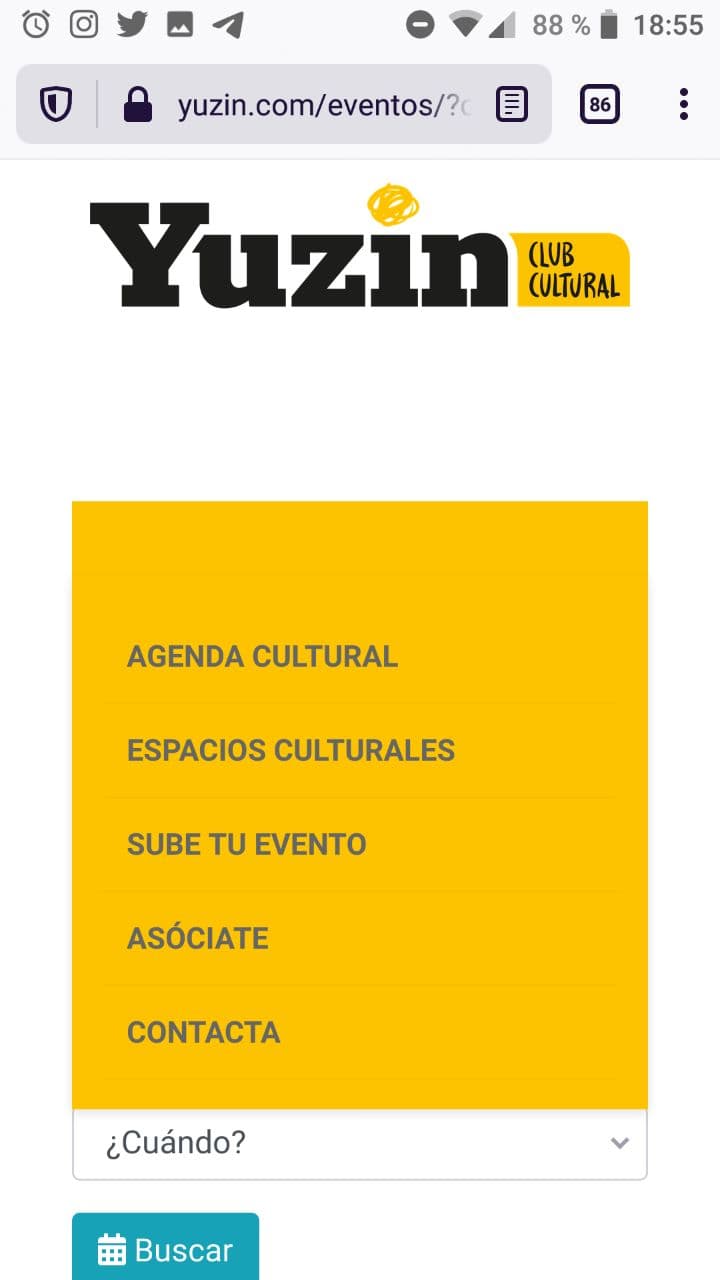 88 % 18:55
yuzin.com/eventos/? 86
Yuzin
CLUB
CULTURAL
AGENDA CULTURAL
ESPACIOS CULTURALES
SUBE TU EVENTO
ASÓCIATE
CONTACTA
¿Cuándo?
Buscar